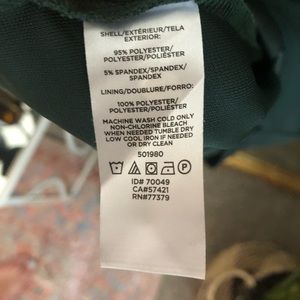 SHELL/EXTÉRIEUR/TELA
EXTERIOR:
95% POLYESTER/
POLYESTER/POLIÉSTER
5% SPANDEX/SPANDEX/
SPANDEX
LINING/DOUBLURE/FORRO:
100% POLYESTER/
POLYESTER/POLIÉSTER
MACHINE WASH COLD ONLY
NON-CHLORINE BLEACH
WHEN NEEDED TUMBLE DRY
LOW COOL IRON IF NEEDED
OR DRY CLEAN
501980
ID# 70049
CA#57421
RN#77379